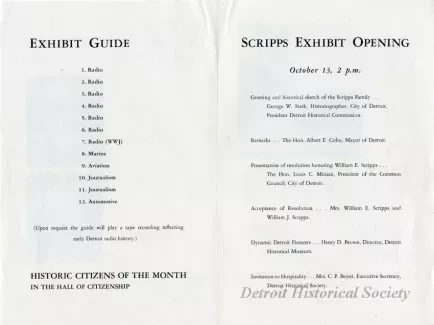 EXHIBIT GUIDE
1. Radio
2. Radio
3. Radio
4. Radio
5. Radio
6. Radio
7. Radio (WWJ)
8. Marine
9. Aviation
10. Journalism
11. Journalism
12. Automotive
(Upon request the guide will play a tape recording reflecting
early Detroit radio history.)
HISTORIC CITIZENS OF THE MONTH
IN THE HALL OF CITIZENSHIP
SCRIPPS EXHIBIT OPENING
October 13, 2 p.m.
Greeting and historical sketch of the Scripps Family . . .
George W. Stark, Historiographer, City of Detroit,
President Detroit Historical Commission.
Remarks . . . The Hon. Albert E. Cobo, Mayor of Detroit.
Presentation of resolution honoring William E. Scripps . . .
The Hon. Louis C. Miriani, President of the Common
Council, City of Detroit.
Acceptance of Resolution . . . Mrs. William E. Scripps and
William J. Scripps.
Dynamic Detroit Pioneers . . . Henry D. Brown, Director, Detroit
Historical Museum.
Invitation to Hospitality . . . Mrs. C. P. Beyer, Executive Secretary,
Detroit Historical Society.
Detroit Historical Society